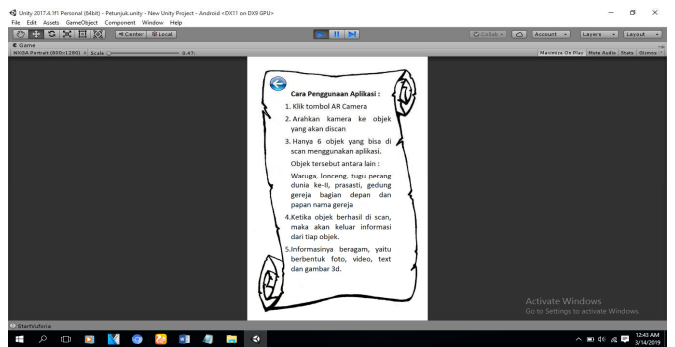 Unity 2017.4.1f1 Personal (64bit) - Petunjuk.unity - New Unity Project - Android <DX11 on DX9 GPU>
File Edit Assets GameObject Component Window Help
Center Local Collab Account Layers Layout
Game
WXGA Portrait (800x1280) Scale 0.47: Maximize On Play Mute Audio Stats Gizmos
Cara Penggunaan Aplikasi :
1. Klik tombol AR Camera
2. Arahkan kamera ke objek
yang akan discan
3. Hanya 6 objek yang bisa di
scan menggunakan aplikasi.
Objek tersebut antara lain :
Waruga, lonceng, tugu perang
dunia ke-II, prasasti, gedung
gereja bagian depan dan
papan nama gereja
4.Ketika objek berhasil di scan,
maka akan keluar informasi
dari tiap objek.
5.Informasinya beragam, yaitu
berbentuk foto, video, text
dan gambar 3d.
Activate Windows
Go to Settings to activate Windows.
StartVuforia
12:43 AM
3/14/2019